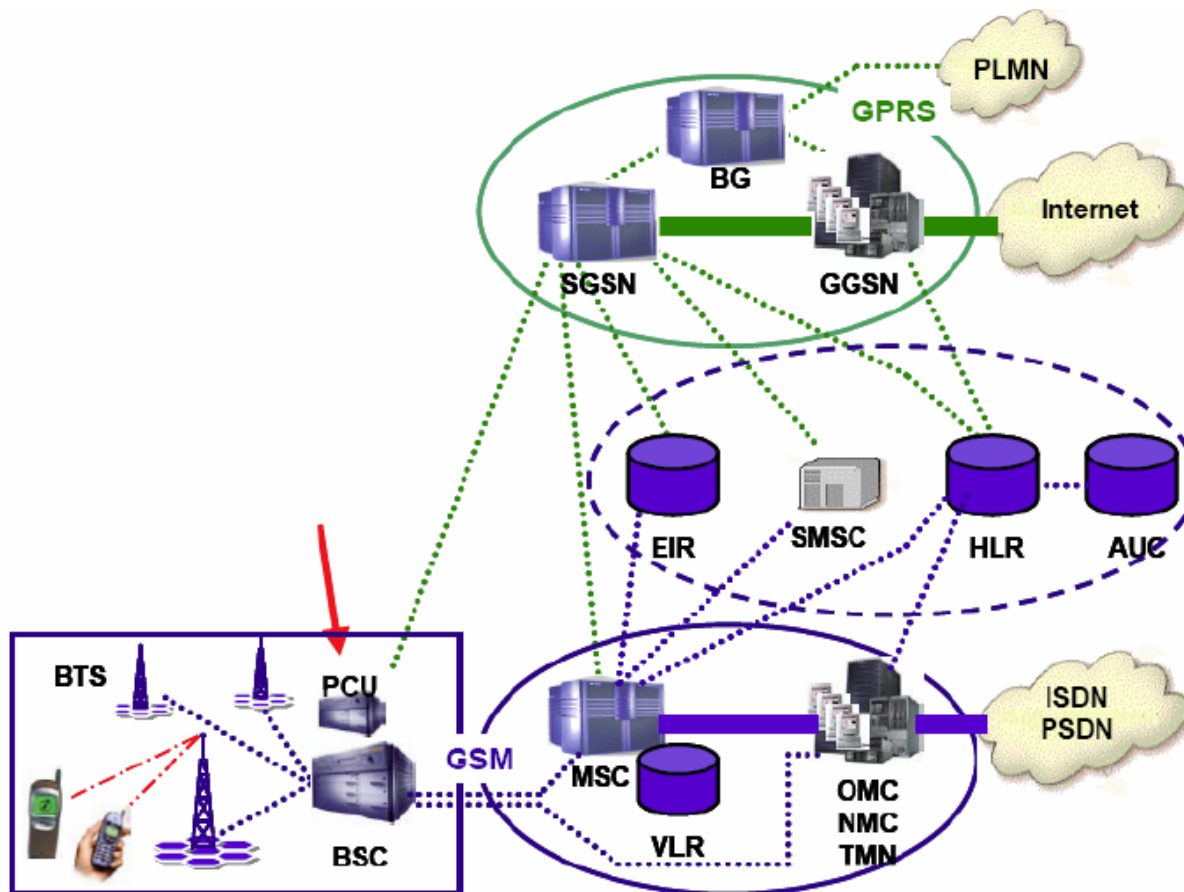 PLMN
GPRS
BG
Internet
SGSN
GGSN
EIR
SMSC
HLR
AUC
BTS
PCU
ISDN
PSDN
GSM
MSC
OMC
NMC
TMN
BSC
VLR